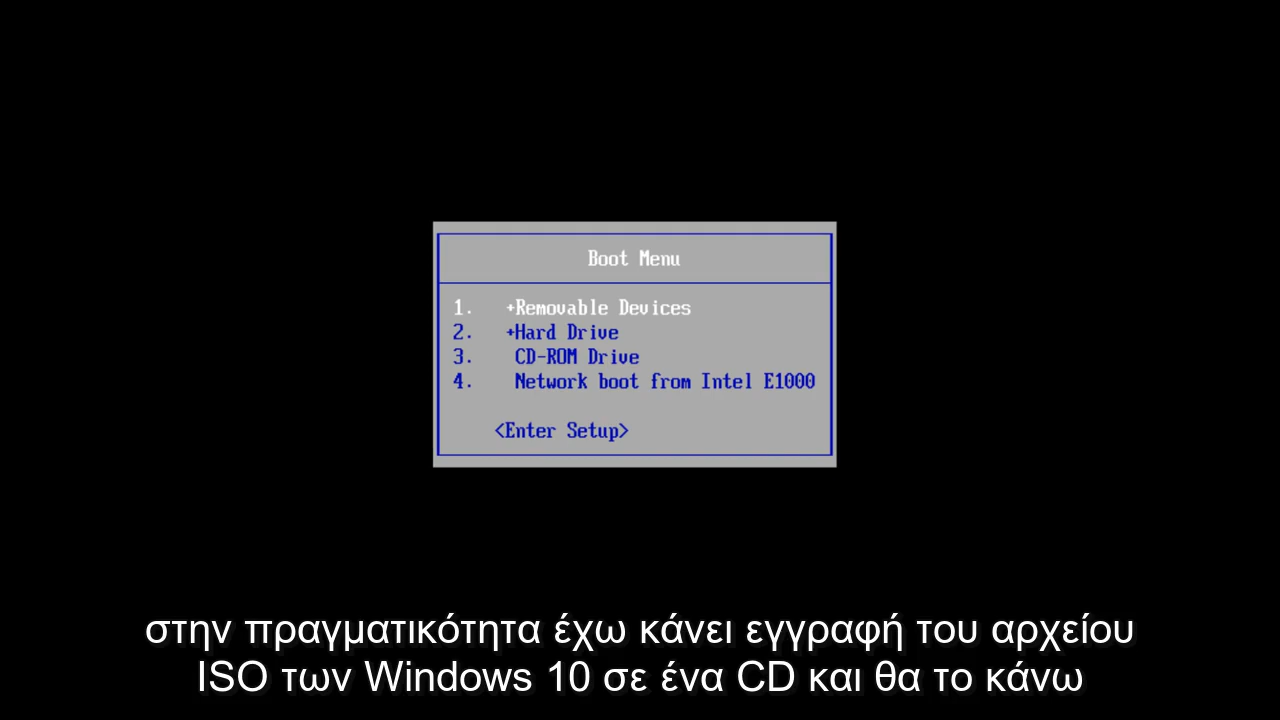 Boot Menu
1. +Removable Devices
2. +Hard Drive
3. CD-ROM Drive
4. Network boot from Intel E1000
<Enter Setup>
στην πραγματικότητα έχω κάνει εγγραφή του αρχείου
ISO των Windows 10 σε ένα CD και θα το κάνω